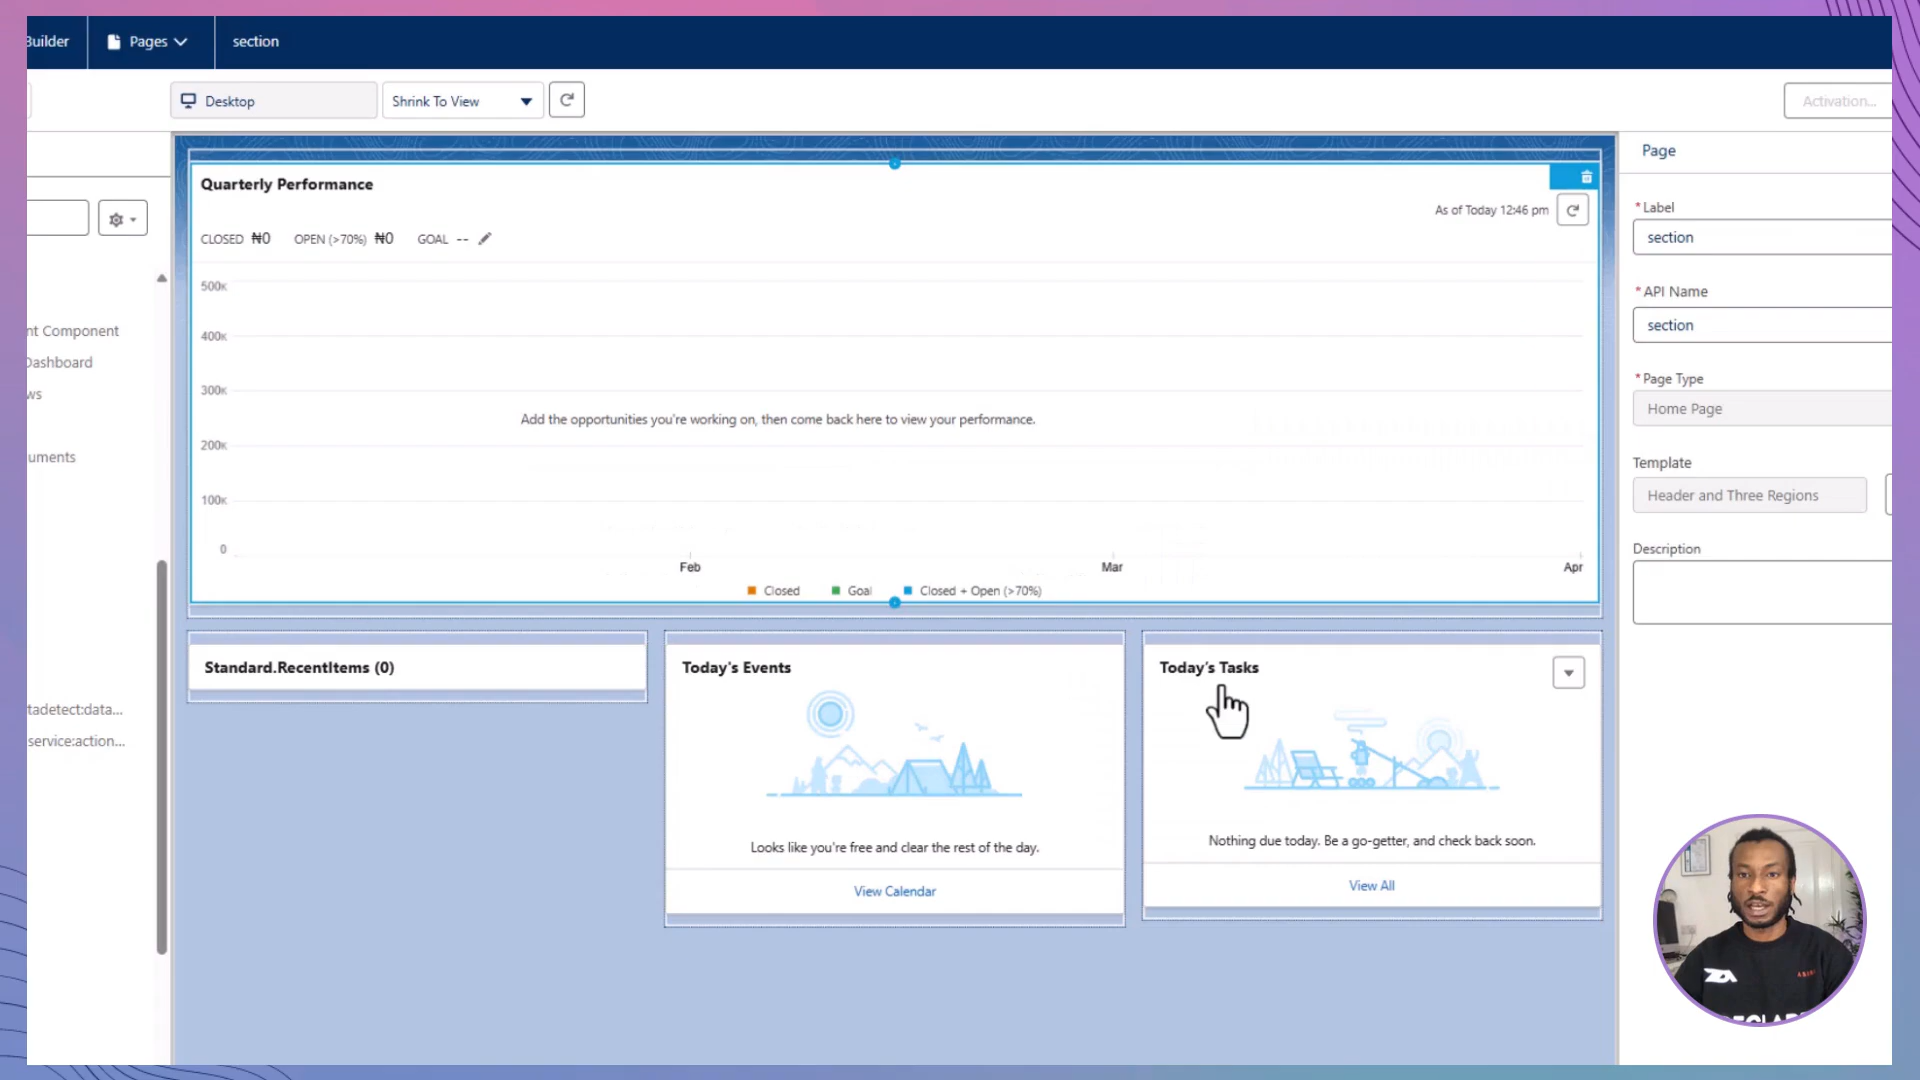 Builder
Pages
section
Desktop
Shrink To View
Activation...
Page
Quarterly Performance
As of Today 12:46 pm
CLOSED ₦0 OPEN (>70%) ₦0 GOAL --
500K
400K
300K
200K
100K
0
Add the opportunities you're working on, then come back here to view your performance.
Feb
Mar
Apr
Closed
Goal
Closed + Open (>70%)
nt Component
Dashboard
ws
uments
tadetect:data...
service:action...
Standard.RecentItems (0)
Today's Events
Looks like you're free and clear the rest of the day.
View Calendar
Today's Tasks
Nothing due today. Be a go-getter, and check back soon.
View All
* Label
section
* API Name
section
* Page Type
Home Page
Template
Header and Three Regions
Description